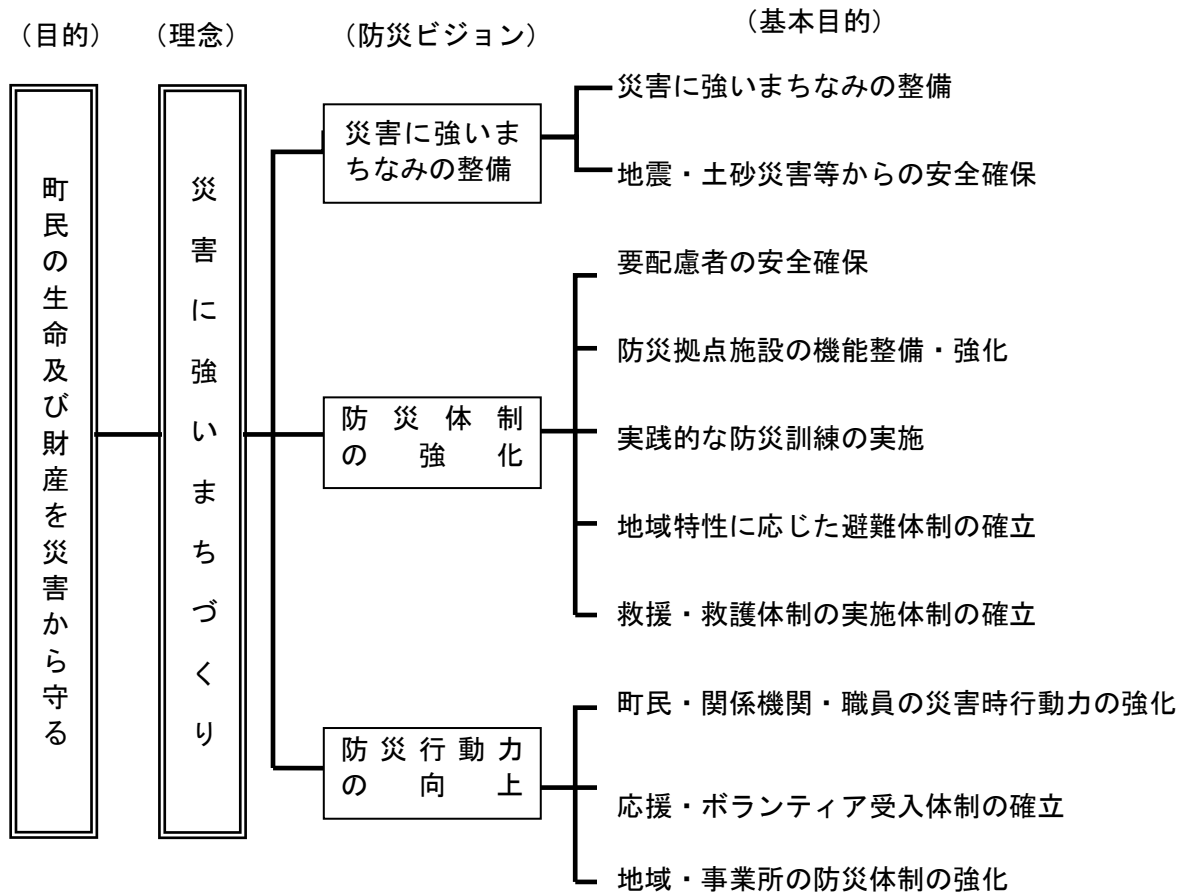 (目的)
(理念)
(防災ビジョン)
(基本目的)
町民の生命及び財産を災害から守る
災害に強いまちづくり
災害に強いま
ちなみの整備
災害に強いまちなみの整備
地震・土砂災害等からの安全確保
防災体制
の強化
要配慮者の安全確保
防災拠点施設の機能整備・強化
実践的な防災訓練の実施
地域特性に応じた避難体制の確立
救援・救護体制の実施体制の確立
防災行動力
の向上
町民・関係機関・職員の災害時行動力の強化
応援・ボランティア受入体制の確立
地域・事業所の防災体制の強化